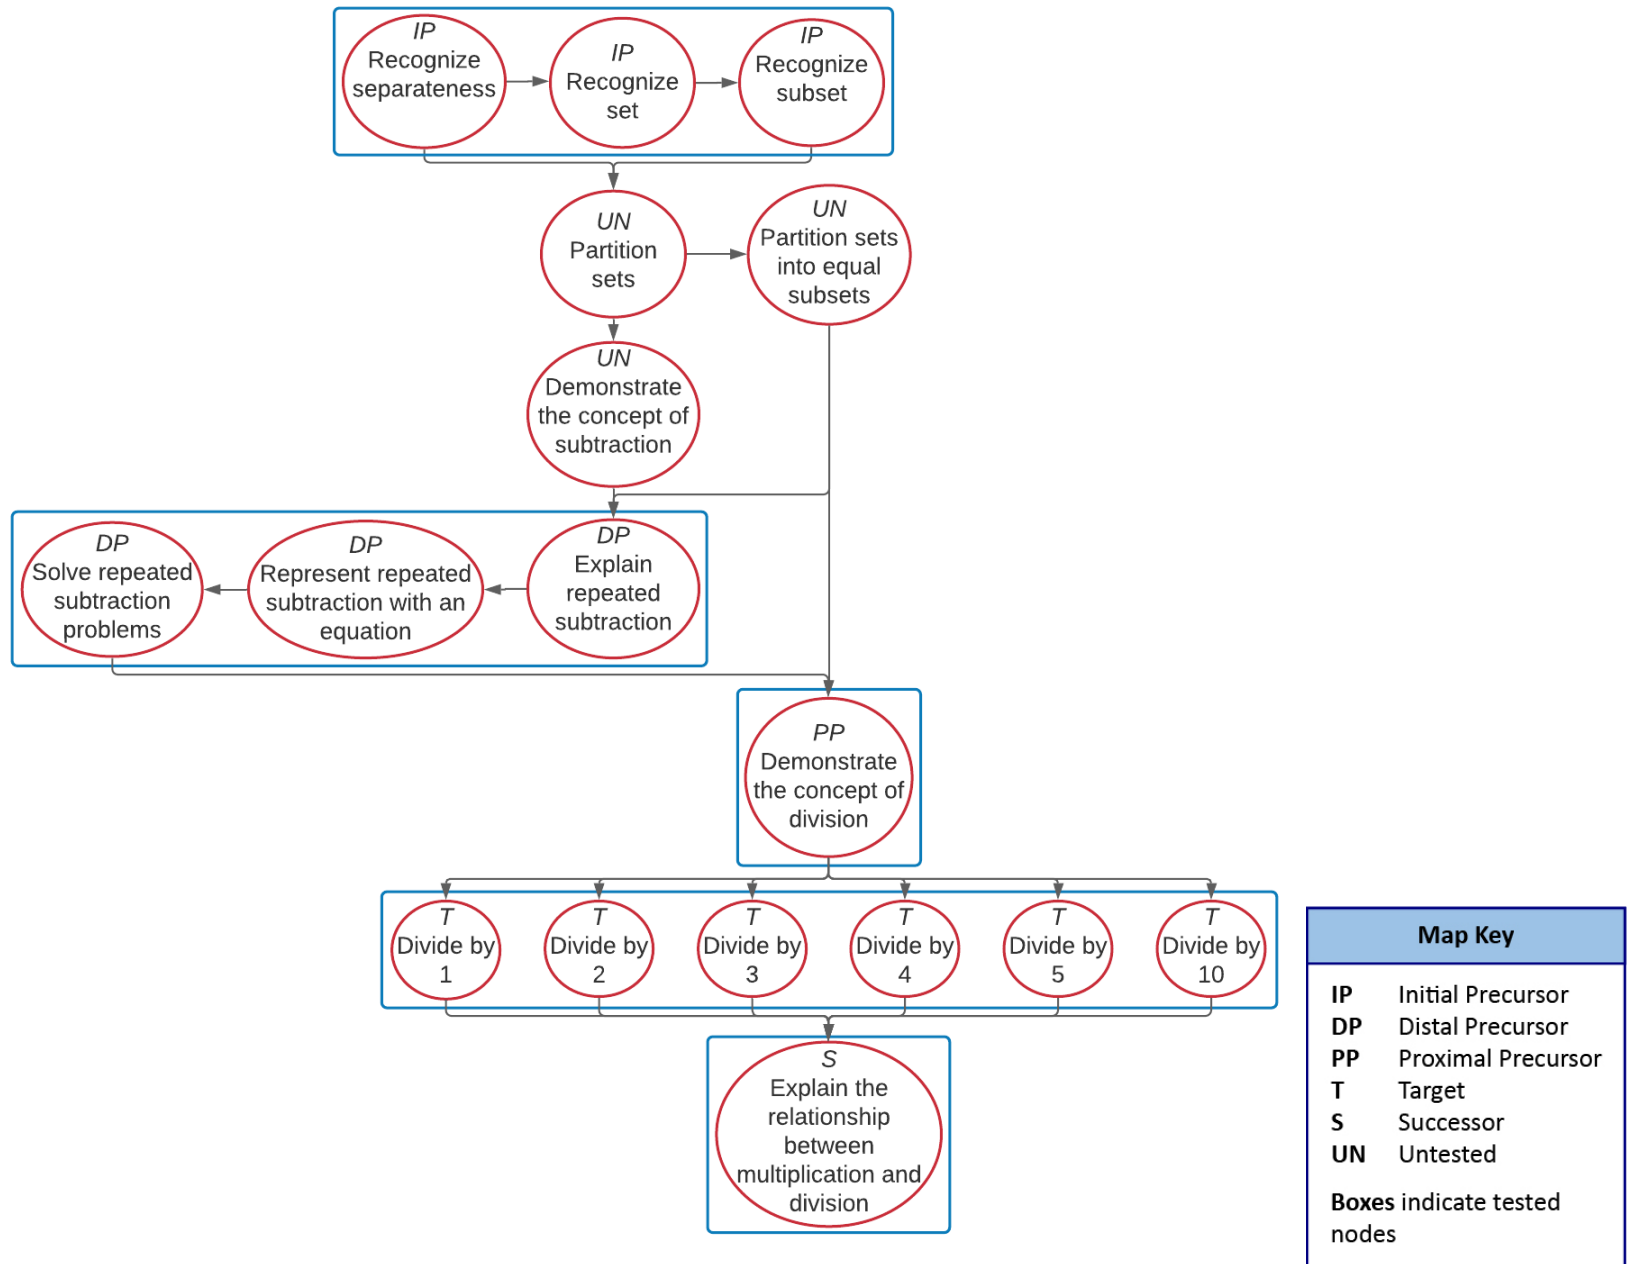 IP
Recognize
separateness
IP
Recognize
set
IP
Recognize
subset
UN
Partition
sets
UN
Partition sets
into equal
subsets
UN
Demonstrate
the concept of
subtraction
DP
Solve repeated
subtraction
problems
DP
Represent repeated
subtraction with an
equation
DP
Explain
repeated
subtraction
PP
Demonstrate
the concept of
division
T
Divide by
1
T
Divide by
2
T
Divide by
3
T
Divide by
4
T
Divide by
5
T
Divide by
10
S
Explain the
relationship
between
multiplication and
division
Map Key
IP Initial Precursor
DP Distal Precursor
PP Proximal Precursor
T Target
S Successor
UN Untested
Boxes indicate tested
nodes